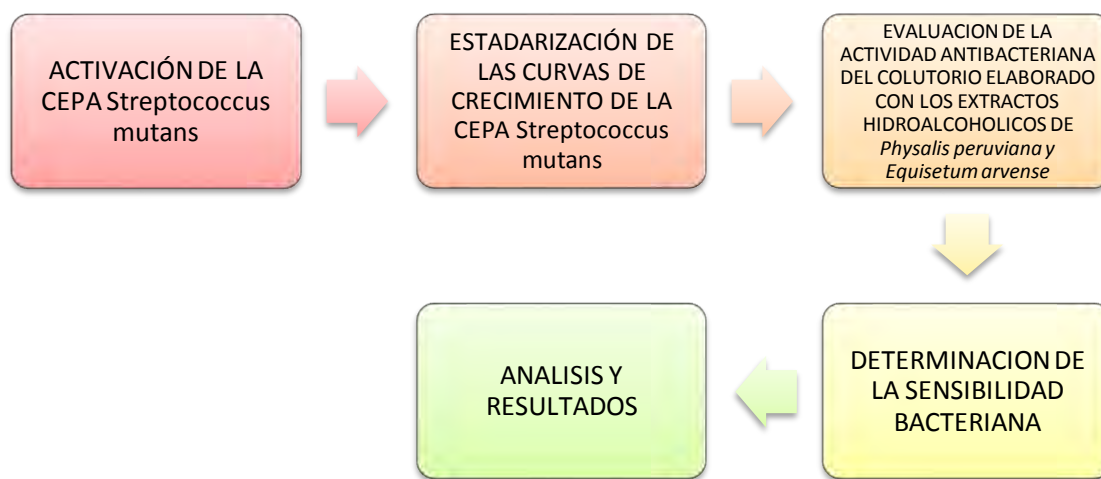 ACTIVACIÓN DE LA
CEPA Streptococcus
mutans
ESTADARIZACIÓN DE
LAS CURVAS DE
CRECIMIENTO DE LA
CEPA Streptococcus
mutans
EVALUACION DE LA
ACTIVIDAD ANTIBACTERIANA
DEL COLUTORIO ELABORADO
CON LOS EXTRACTOS
HIDROALCOHOLICOS DE
Physalis peruviana y
Equisetum arvense
DETERMINACION DE
LA SENSIBILIDAD
BACTERIANA
ANALISIS Y
RESULTADOS